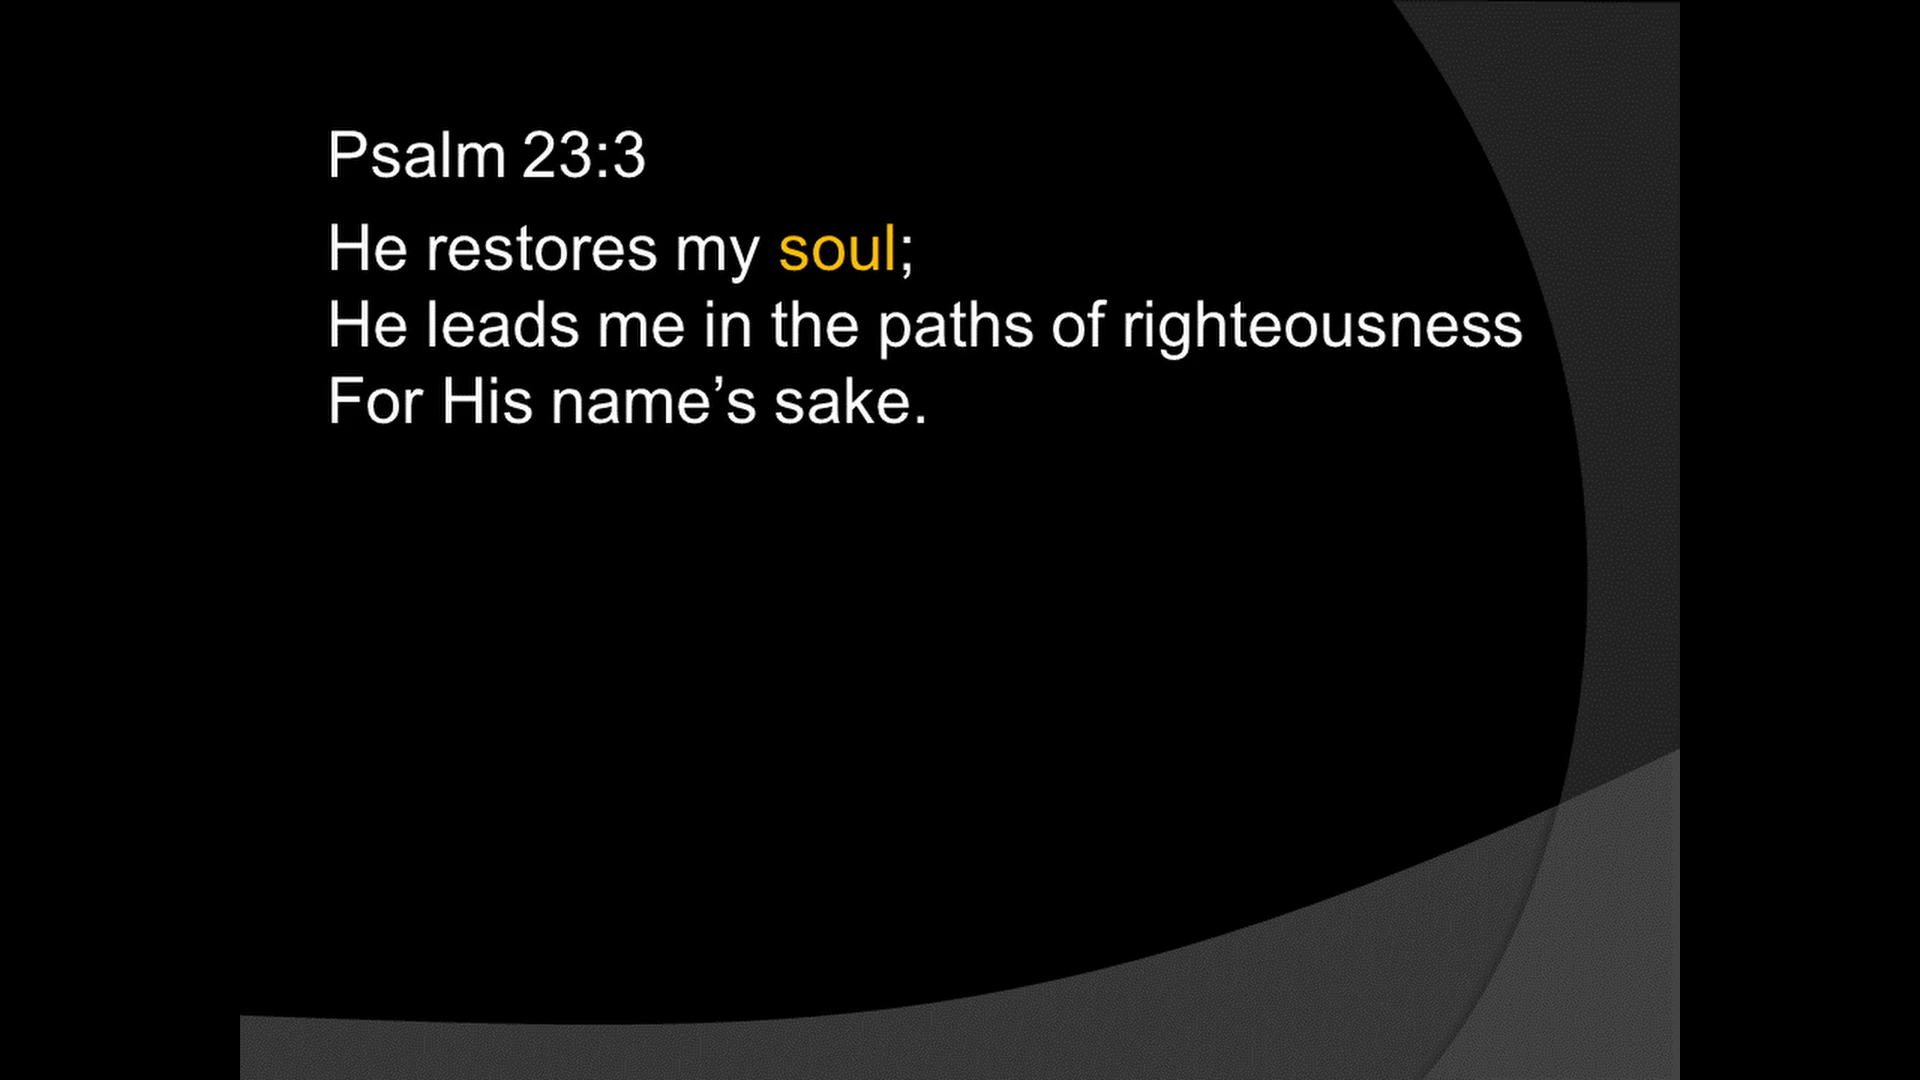 Psalm 23:3
He restores my soul;
He leads me in the paths of righteousness
For His name’s sake.